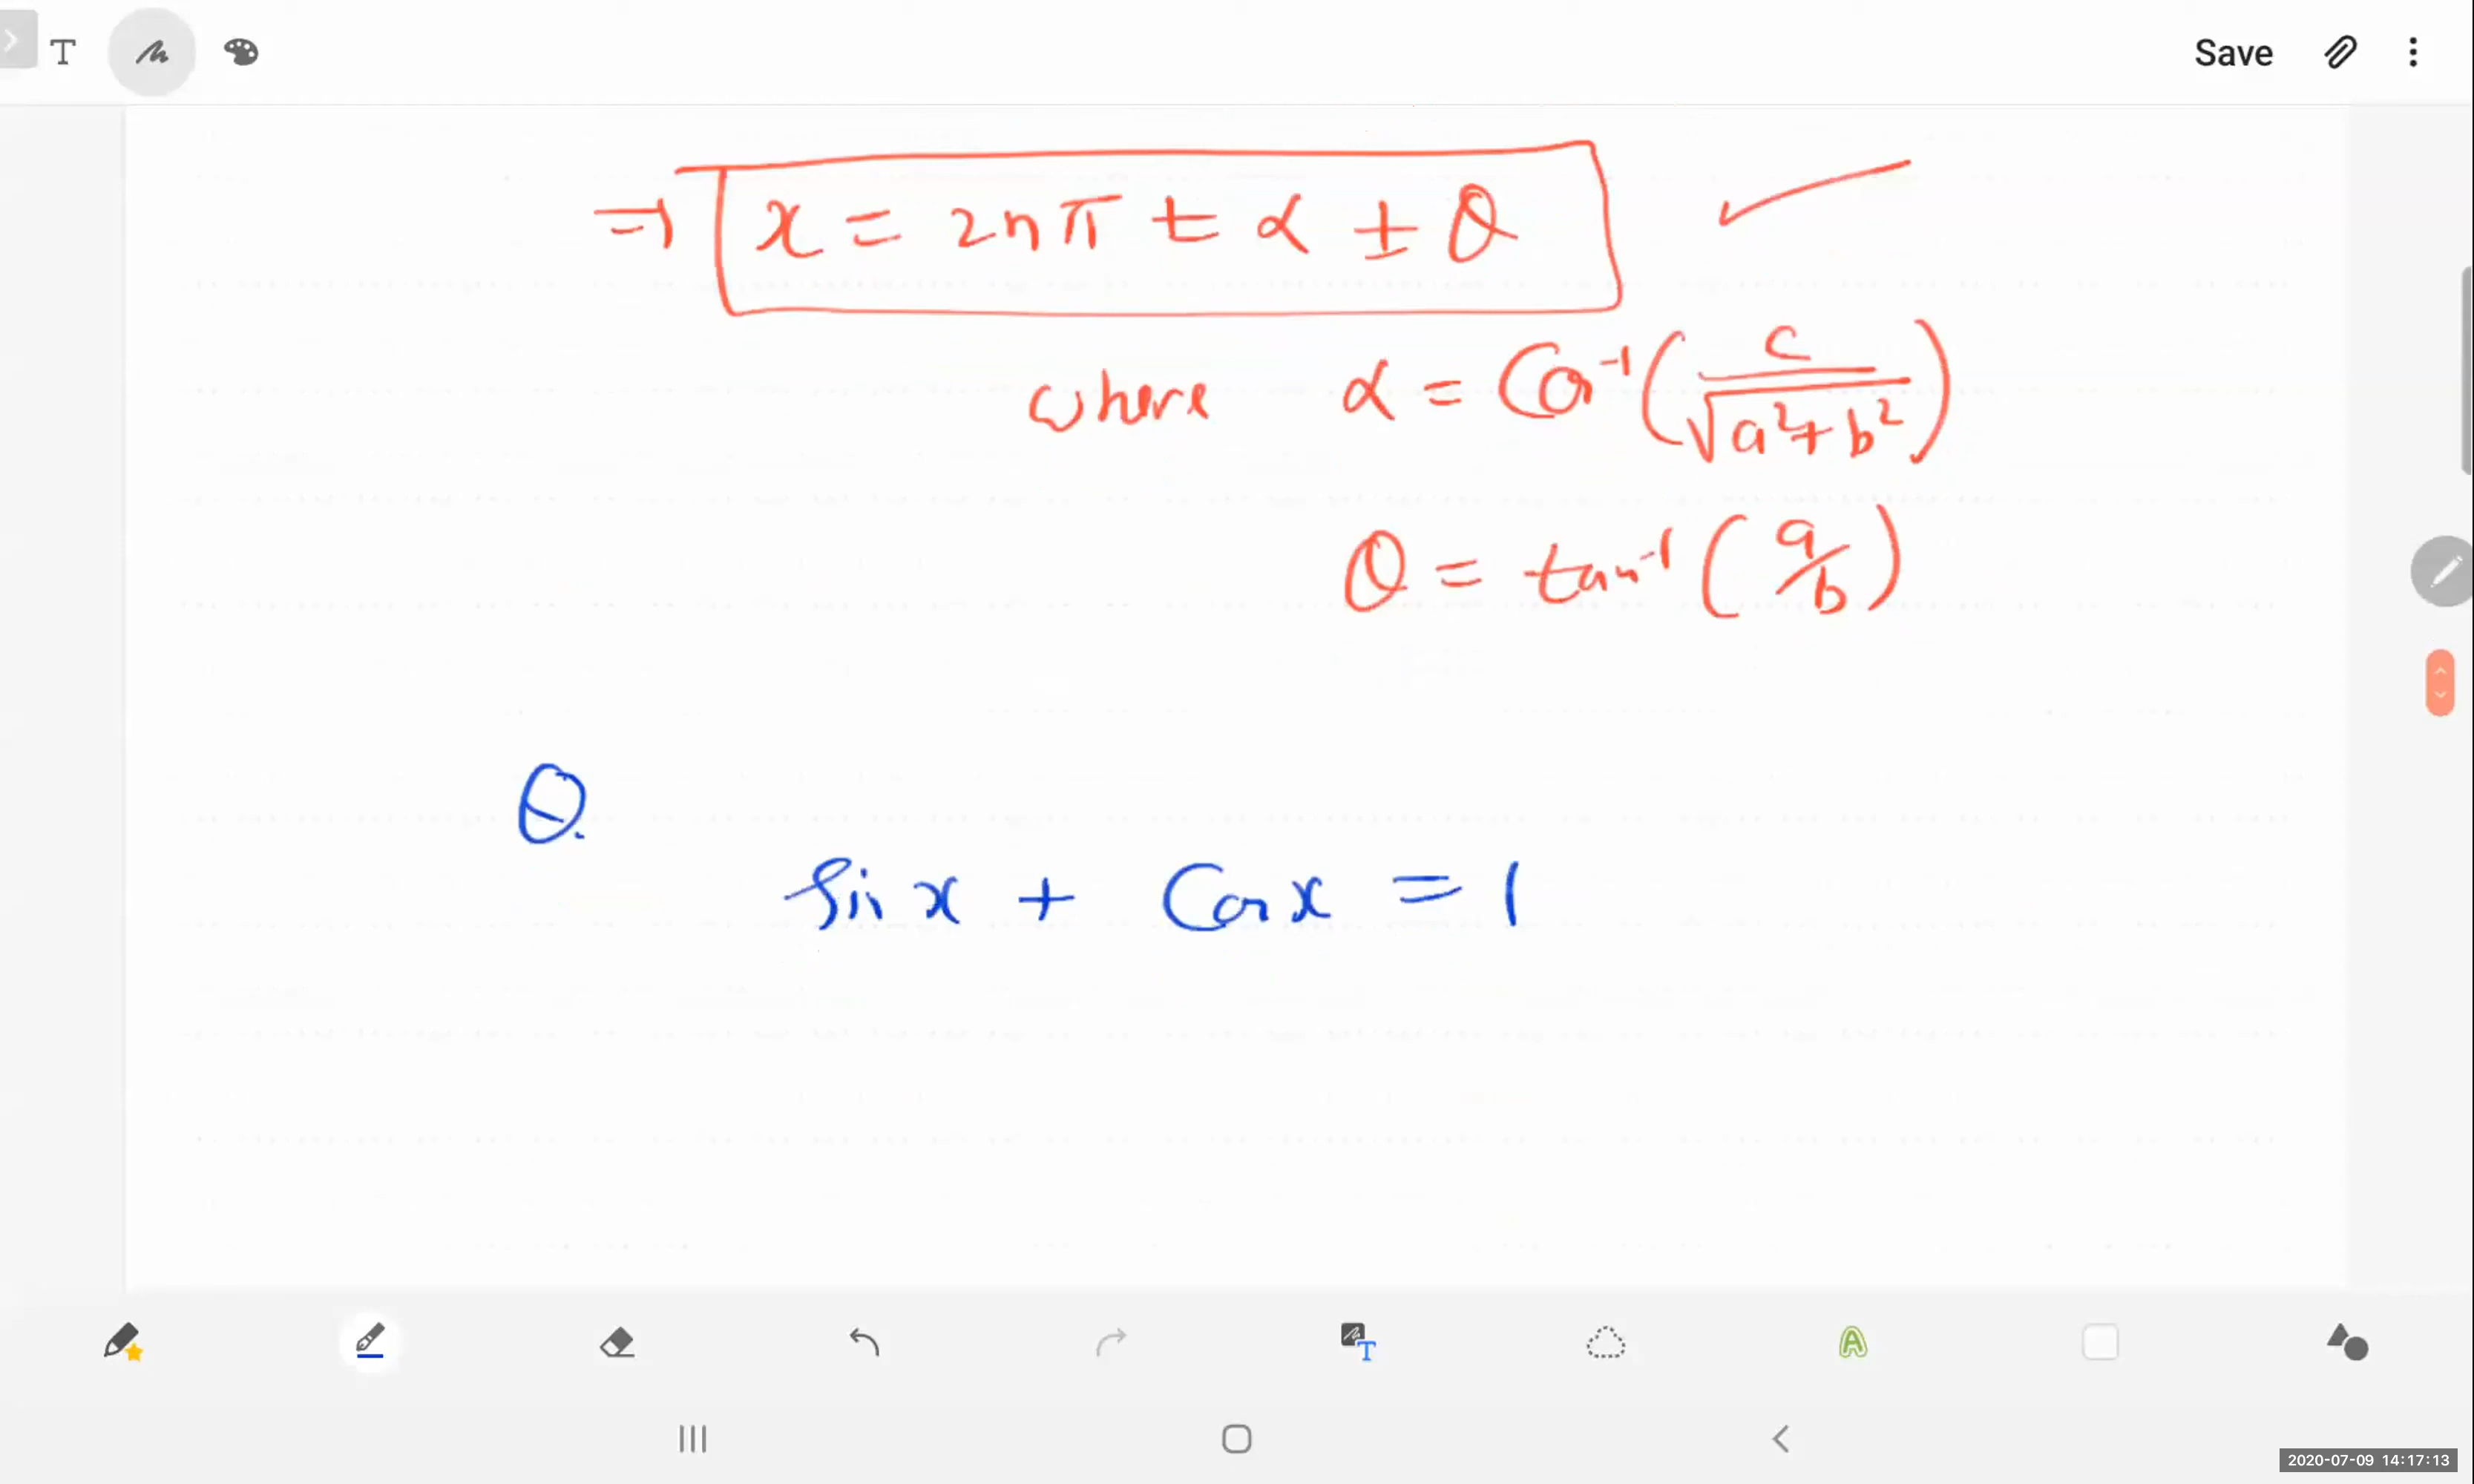 T Save
⇒ x = 2nπ ± α ± θ
where α = Cos⁻¹(c/√(a²+b²))
θ = tan⁻¹(a/b)
Q.
Sin x + Cos x = 1
T A
2020-07-09 14:17:13